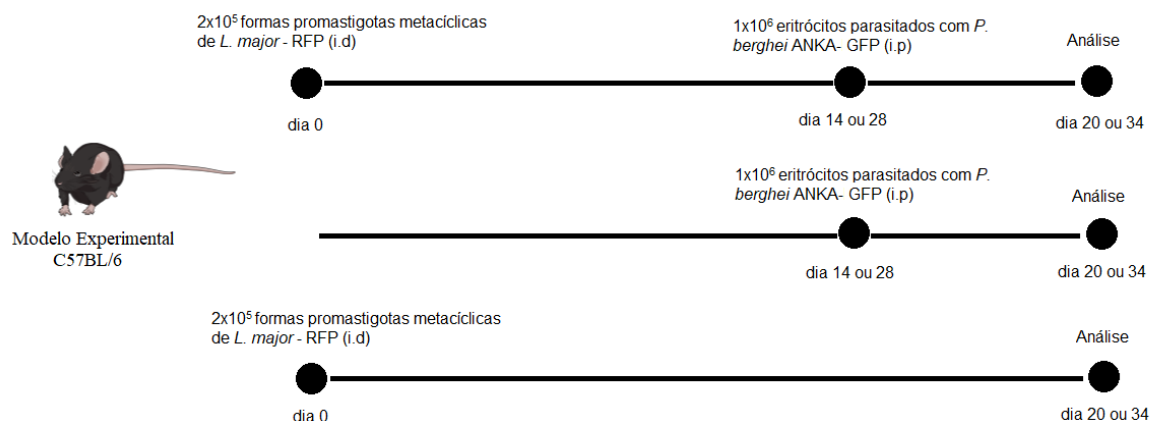 2x10⁵ formas promastigotas metacíclicas
de L. major - RFP (i.d)
1x10⁶ eritrócitos parasitados com P.
berghei ANKA- GFP (i.p)
Análise
dia 0
dia 14 ou 28
dia 20 ou 34
1x10⁶ eritrócitos parasitados com P.
berghei ANKA- GFP (i.p)
Análise
Modelo Experimental
C57BL/6
dia 14 ou 28
dia 20 ou 34
2x10⁵ formas promastigotas metacíclicas
de L. major - RFP (i.d)
Análise
dia 0
dia 20 ou 34